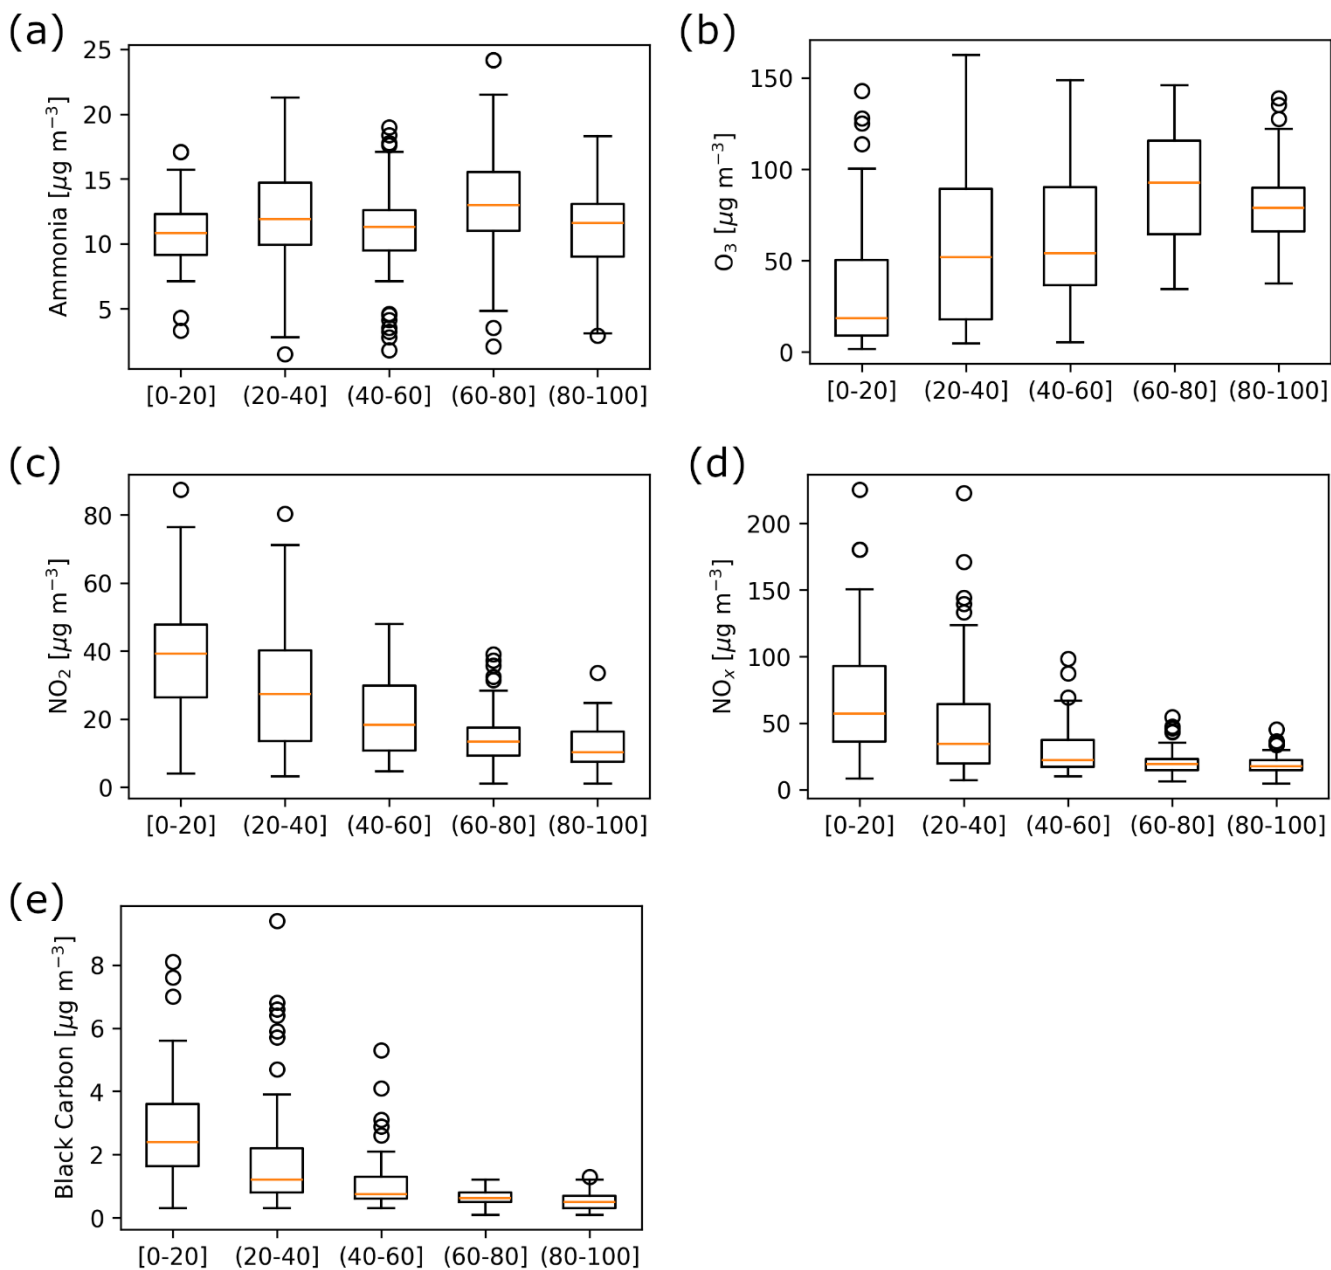 (a)
Ammonia [μg m⁻³]
25
20
15
10
5
[0-20] (20-40] (40-60] (60-80] (80-100]
(b)
O₃ [μg m⁻³]
150
100
50
0
[0-20] (20-40] (40-60] (60-80] (80-100]
(c)
NO₂ [μg m⁻³]
80
60
40
20
0
[0-20] (20-40] (40-60] (60-80] (80-100]
(d)
NOₓ [μg m⁻³]
200
150
100
50
0
[0-20] (20-40] (40-60] (60-80] (80-100]
(e)
Black Carbon [μg m⁻³]
8
6
4
2
0
[0-20] (20-40] (40-60] (60-80] (80-100]